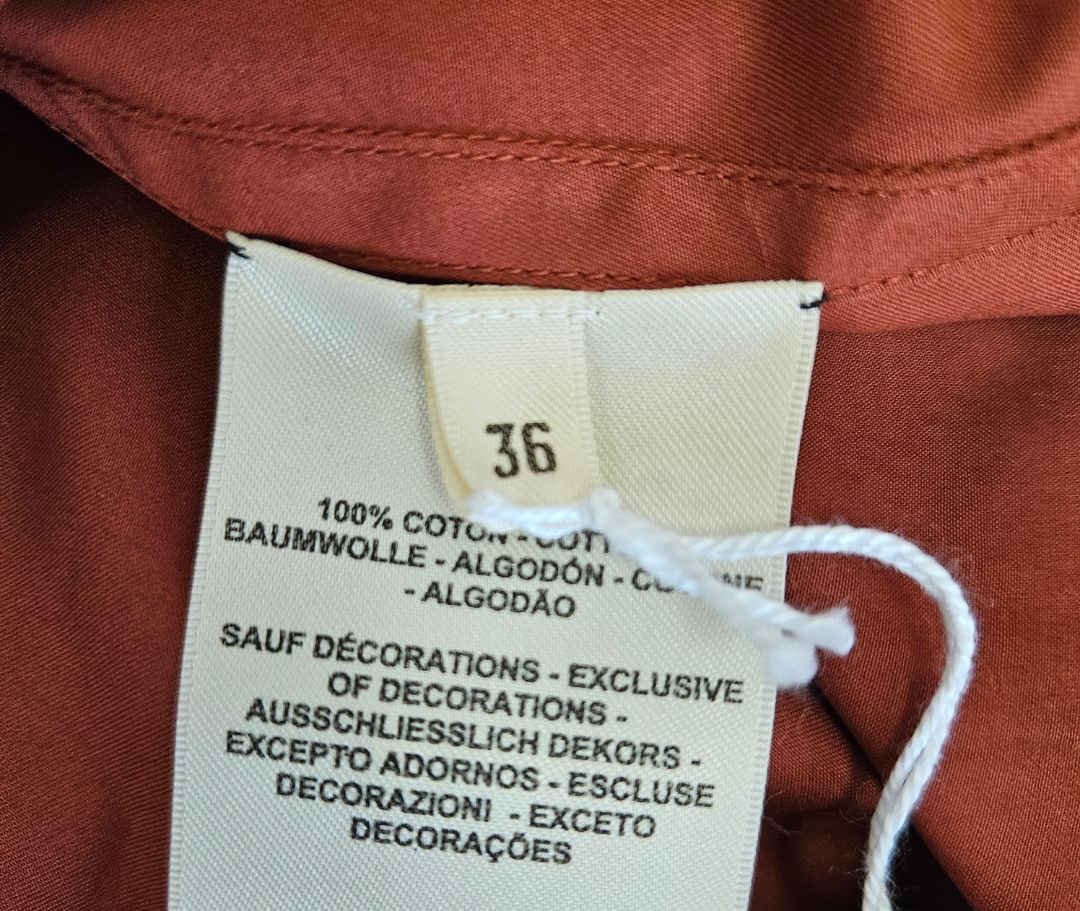 36
100% COTON -
BAUMWOLLE - ALGODÓN -
- ALGODÃO
SAUF DÉCORATIONS - EXCLUSIVE
OF DECORATIONS -
AUSSCHLIESSLICH DEKORS -
EXCEPTO ADORNOS - ESCLUSE
DECORAZIONI - EXCETO
DECORAÇÕES